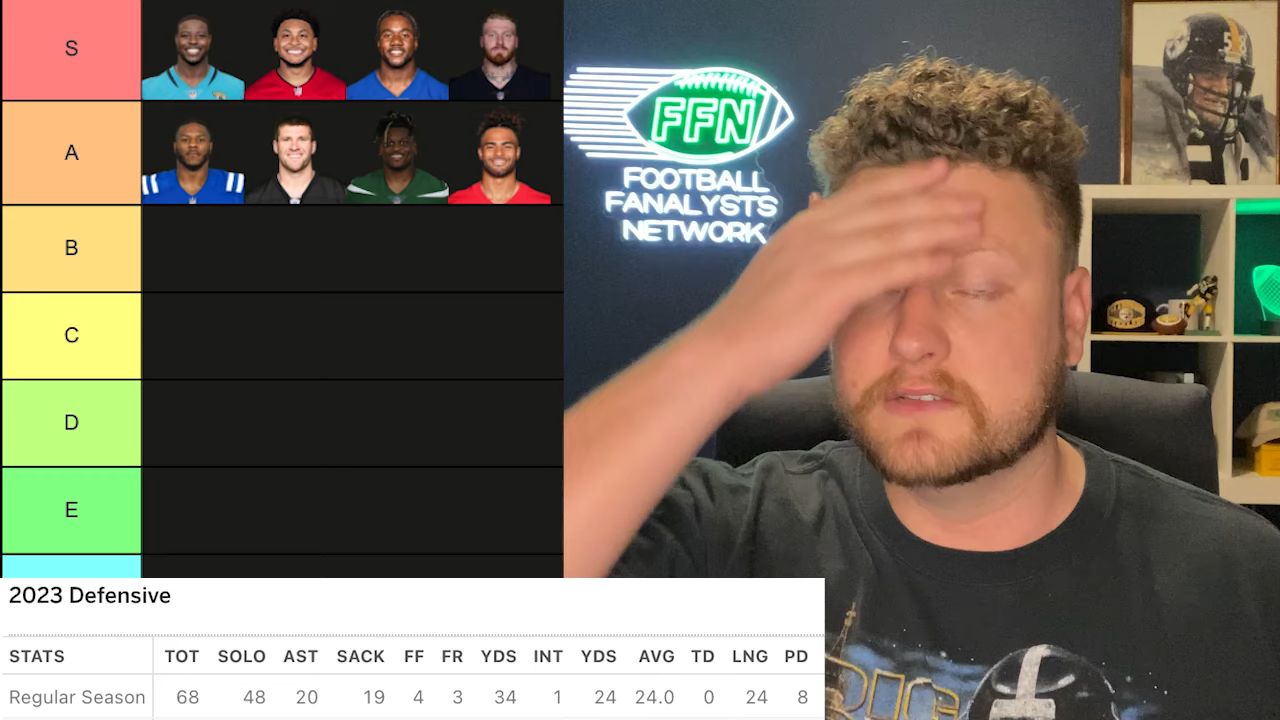 S
A
B
C
D
E
FFN
FOOTBALL
FANALYSTS
NETWORK
58
2023 Defensive
STATS TOT SOLO AST SACK FF FR YDS INT YDS AVG TD LNG PD
Regular Season 68 48 20 19 4 3 34 1 24 24.0 0 24 8